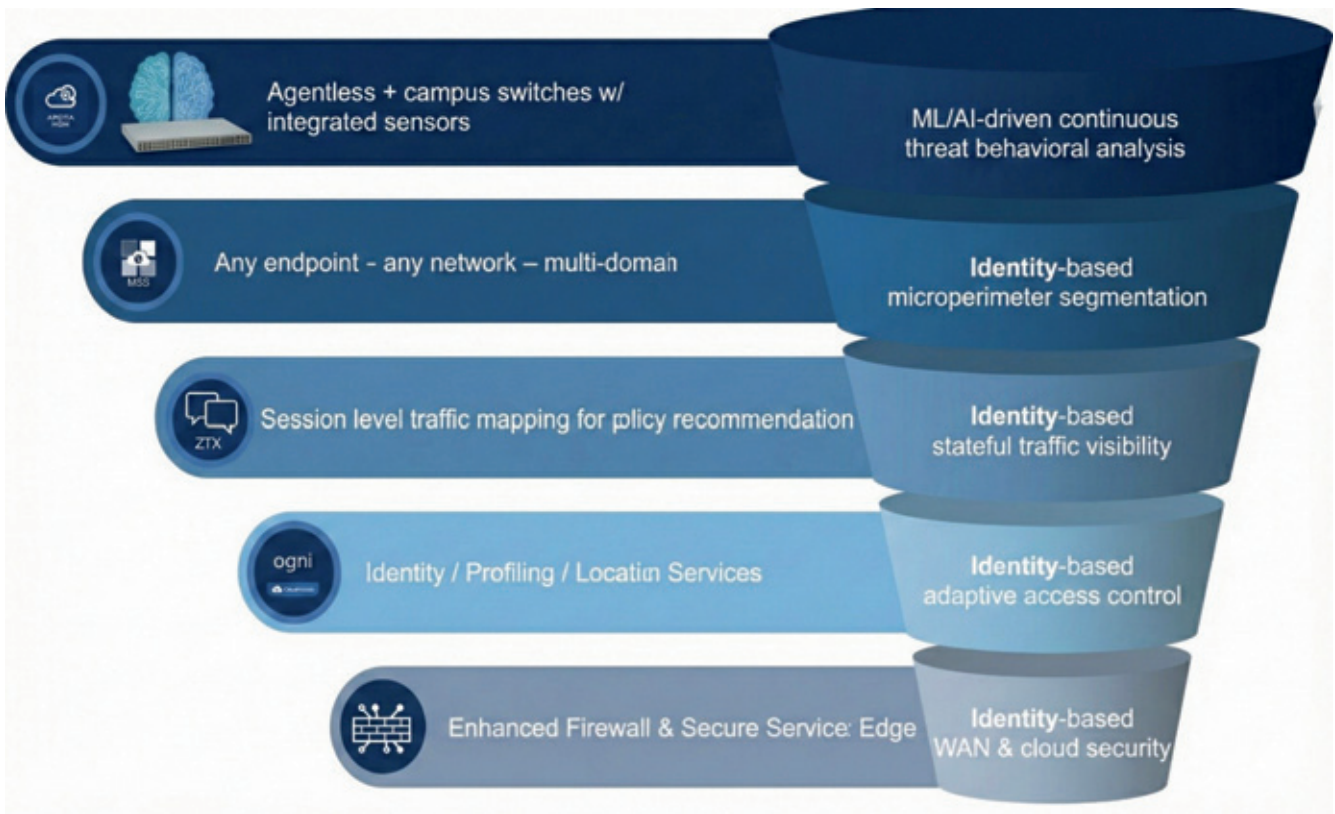 Agentless + campus switches w/
integrated sensors
ML/AI-driven continuous
threat behavioral analysis
MSS
Any endpoint - any network – multi-domah
Identity-based
microperimeter segmentation
ZTX
Session level traffic mapping for policy recommendation
Identity-based
stateful traffic visibility
ogni
Identity / Profiling / Locatin Services
Identity-based
adaptive access control
Enhanced Firewall & Secure Service: Edge
Identity-based
WAN & cloud security